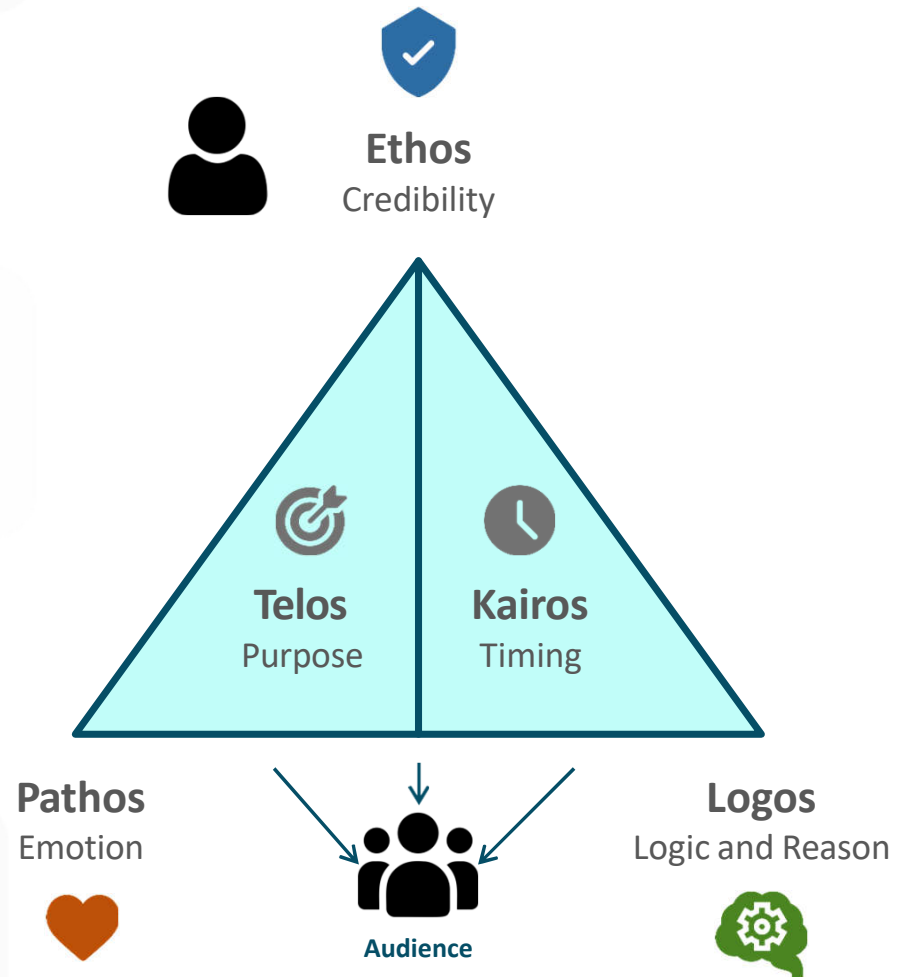 Ethos
Credibility
Telos
Purpose
Kairos
Timing
Pathos
Emotion
Logos
Logic and Reason
Audience